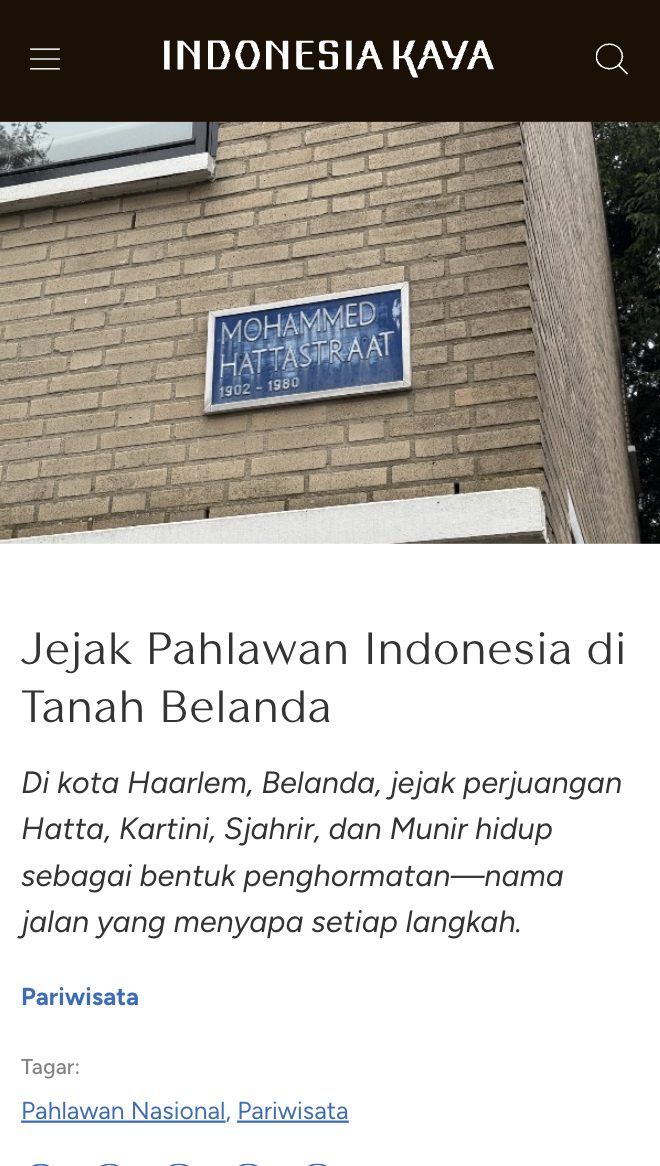 INDONESIA KAYA
MOHAMMED
HATTASTRAAT
1902 - 1980
Jejak Pahlawan Indonesia di
Tanah Belanda
Di kota Haarlem, Belanda, jejak perjuangan
Hatta, Kartini, Sjahrir, dan Munir hidup
sebagai bentuk penghormatan—nama
jalan yang menyapa setiap langkah.
Pariwisata
Tagar:
Pahlawan Nasional, Pariwisata